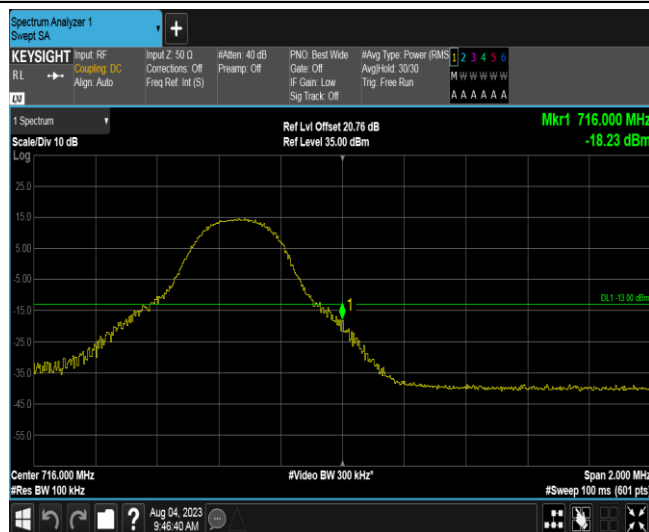 Spectrum Analyzer 1
Swept SA
+
KEYSIGHT Input: RF Input Z: 50 Ω #Atten: 40 dB PNO: Best Wide #Avg Type: Power (RMS 1 2 3 4 5 6
RL Coupling: DC Corrections: Off Preamp: Off Gate: Off Avg|Hold: 30/30 M W W W W W
Align: Auto Freq Ref: Int (S) IF Gain: Low Trig: Free Run
Sig Track: Off A A A A A A
LXI
1 Spectrum Ref Lvl Offset 20.76 dB Mkr1 716.000 MHz
Scale/Div 10 dB Ref Level 35.00 dBm -18.23 dBm
Log
25.0
15.0
5.00
-5.00
DL1 -13.00 dBm
-15.0 1
-25.0
-35.0
-45.0
-55.0
Center 716.000 MHz #Video BW 300 kHz* Span 2.000 MHz
#Res BW 100 kHz #Sweep 100 ms (601 pts)
? Aug 04, 2023
9:46:40 AM